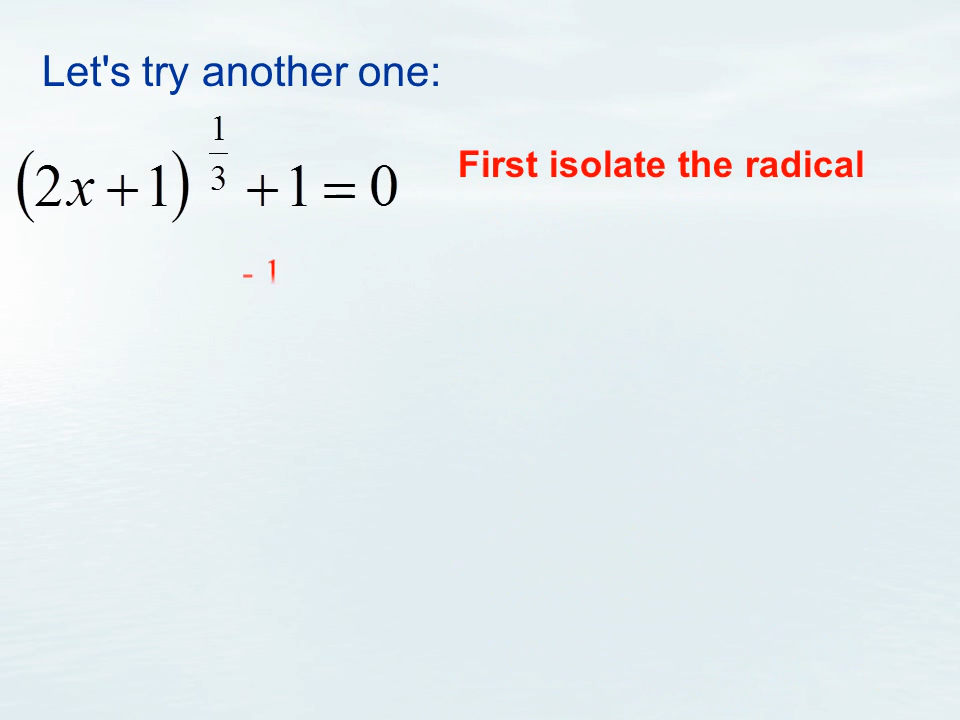 Let's try another one:
(2x+1)^{1/3} +1=0
First isolate the radical
- 1